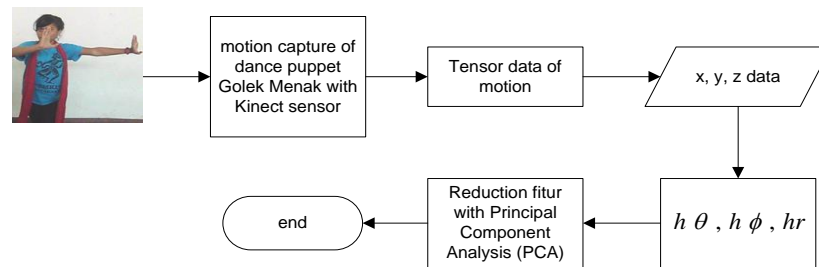 motion capture of
dance puppet
Golek Menak with
Kinect sensor
Tensor data of
motion
x, y, z data
h θ , h ϕ , hr
Reduction fitur
with Principal
Component
Analysis (PCA)
end